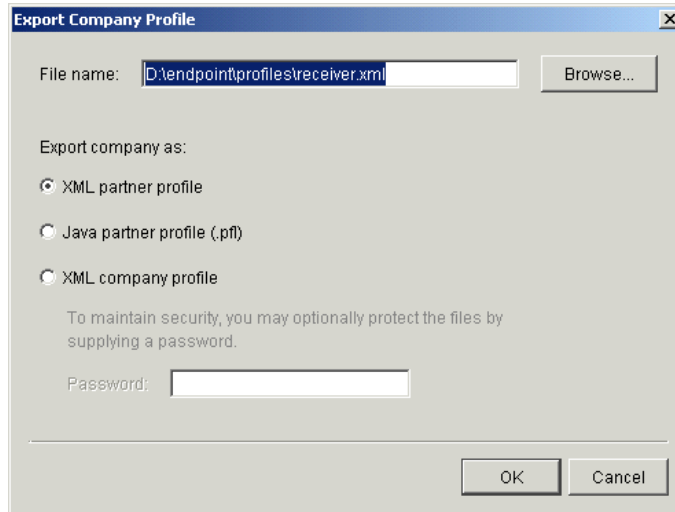 Export Company Profile
File name: D:\endpoint\profiles\receiver.xml Browse...
Export company as:
XML partner profile
Java partner profile (.pfl)
XML company profile
To maintain security, you may optionally protect the files by
supplying a password.
Password:
OK Cancel